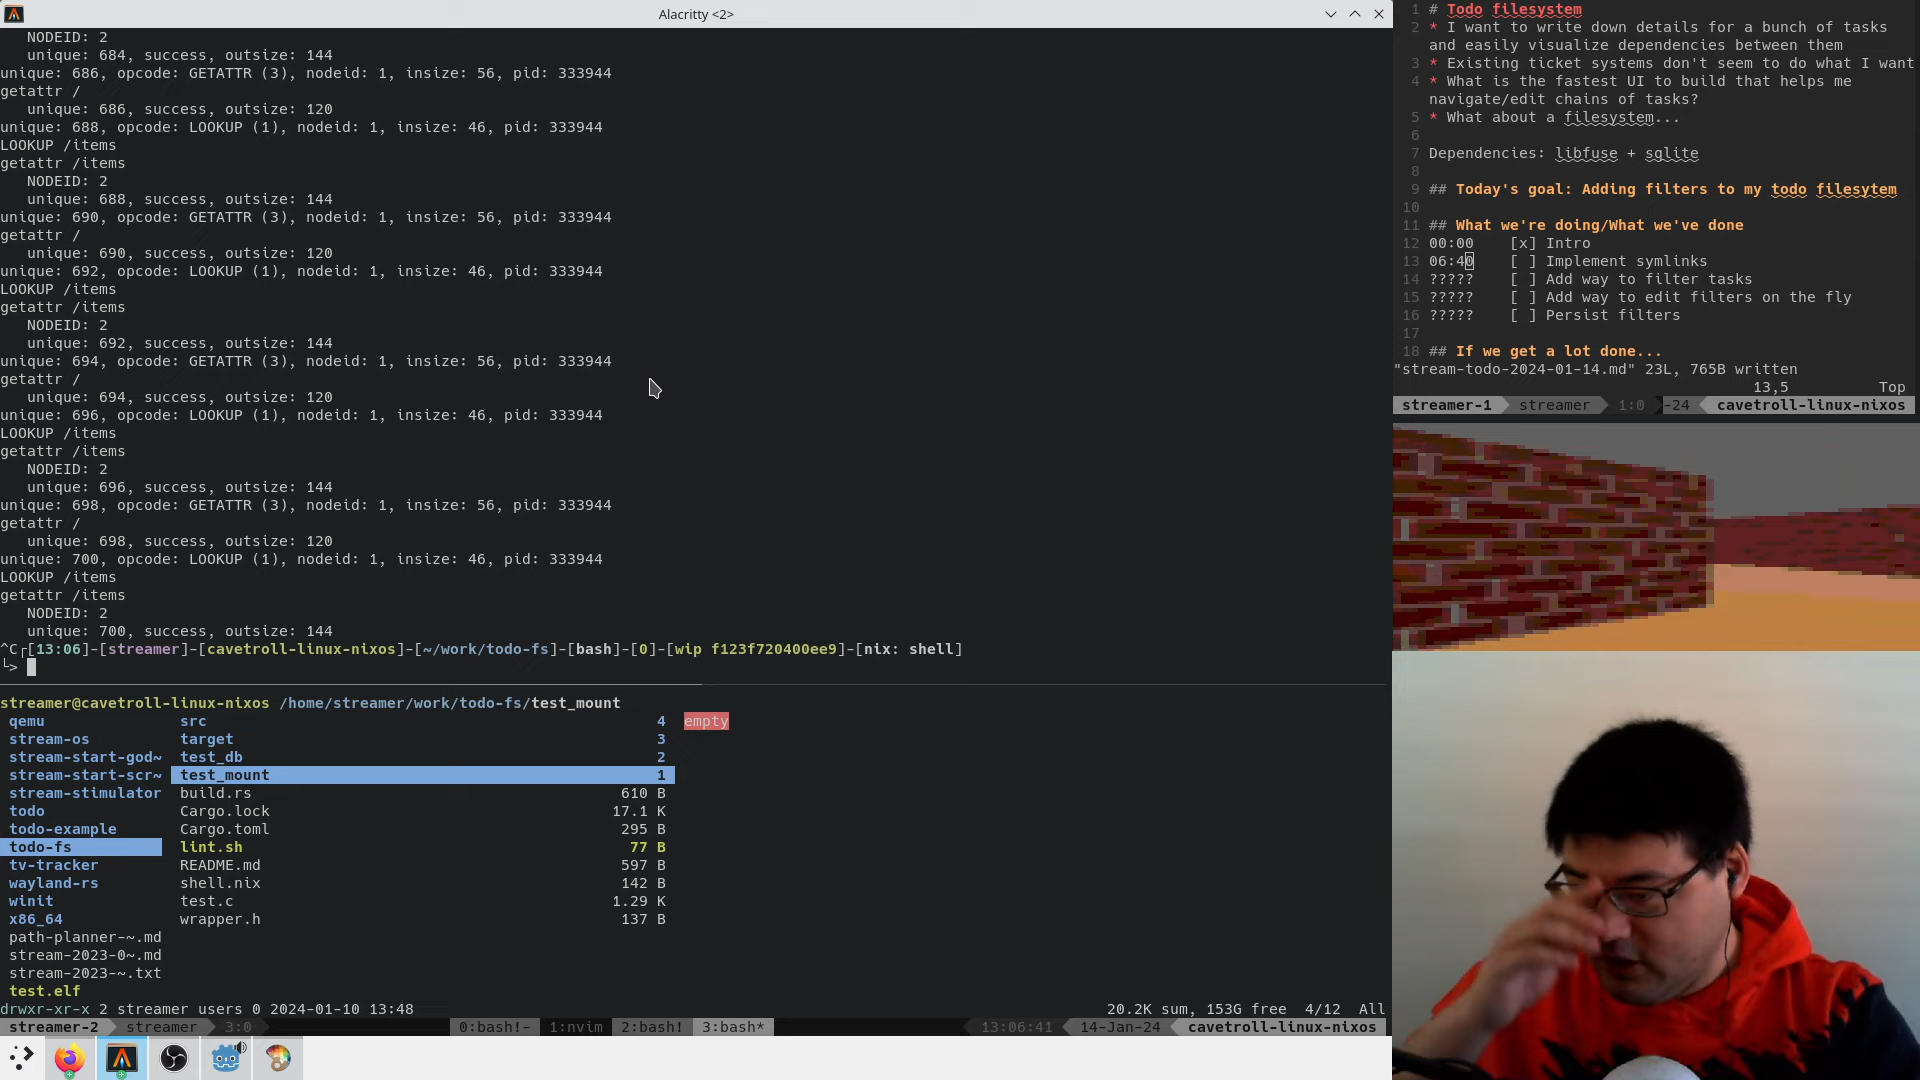 Alacritty <2>
NODEID: 2
unique: 684, success, outsize: 144
unique: 686, opcode: GETATTR (3), nodeid: 1, insize: 56, pid: 333944
getattr /
unique: 686, success, outsize: 120
unique: 688, opcode: LOOKUP (1), nodeid: 1, insize: 46, pid: 333944
LOOKUP /items
getattr /items
NODEID: 2
unique: 688, success, outsize: 144
unique: 690, opcode: GETATTR (3), nodeid: 1, insize: 56, pid: 333944
getattr /
unique: 690, success, outsize: 120
unique: 692, opcode: LOOKUP (1), nodeid: 1, insize: 46, pid: 333944
LOOKUP /items
getattr /items
NODEID: 2
unique: 692, success, outsize: 144
unique: 694, opcode: GETATTR (3), nodeid: 1, insize: 56, pid: 333944
getattr /
unique: 694, success, outsize: 120
unique: 696, opcode: LOOKUP (1), nodeid: 1, insize: 46, pid: 333944
LOOKUP /items
getattr /items
NODEID: 2
unique: 696, success, outsize: 144
unique: 698, opcode: GETATTR (3), nodeid: 1, insize: 56, pid: 333944
getattr /
unique: 698, success, outsize: 120
unique: 700, opcode: LOOKUP (1), nodeid: 1, insize: 46, pid: 333944
LOOKUP /items
getattr /items
NODEID: 2
unique: 700, success, outsize: 144
^C┌[13:06]-[streamer]-[cavetroll-linux-nixos]-[~/work/todo-fs]-[bash]-[0]-[wip f123f720400ee9]-[nix: shell]
└>
streamer@cavetroll-linux-nixos /home/streamer/work/todo-fs/test_mount
qemu src 4 empty
stream-os target 3
stream-start-god~ test_db 2
stream-start-scr~ test_mount 1
stream-stimulator build.rs 610 B
todo Cargo.lock 17.1 K
todo-example Cargo.toml 295 B
todo-fs lint.sh 77 B
tv-tracker README.md 597 B
wayland-rs shell.nix 142 B
winit test.c 1.29 K
x86_64 wrapper.h 137 B
path-planner-~.md
stream-2023-0~.md
stream-2023-~.txt
test.elf
drwxr-xr-x 2 streamer users 0 2024-01-10 13:48 20.2K sum, 153G free 4/12 All
streamer-2 streamer 3:0 0:bash!- 1:nvim 2:bash! 3:bash* 13:06:41 14-Jan-24 cavetroll-linux-nixos
1 # Todo filesystem
2 * I want to write down details for a bunch of tasks
and easily visualize dependencies between them
3 * Existing ticket systems don't seem to do what I want
4 * What is the fastest UI to build that helps me
navigate/edit chains of tasks?
5 * What about a filesystem...
6
7 Dependencies: libfuse + sqlite
8
9 ## Today's goal: Adding filters to my todo filesytem
10
11 ## What we're doing/What we've done
12 00:00 [x] Intro
13 06:40 [ ] Implement symlinks
14 ????? [ ] Add way to filter tasks
15 ????? [ ] Add way to edit filters on the fly
16 ????? [ ] Persist filters
17
18 ## If we get a lot done...
"stream-todo-2024-01-14.md" 23L, 765B written
13,5 Top
streamer-1 streamer 1:0 -24 cavetroll-linux-nixos